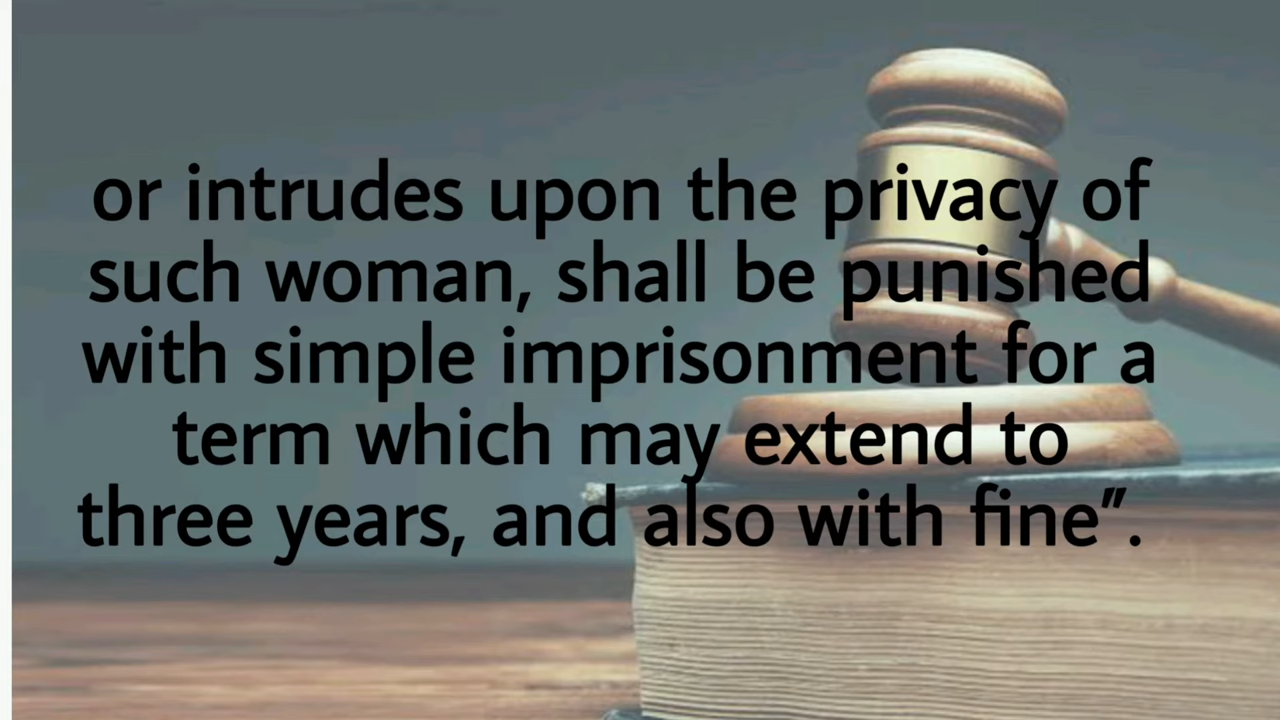 or intrudes upon the privacy of
such woman, shall be punished
with simple imprisonment for a
term which may extend to
three years, and also with fine”.